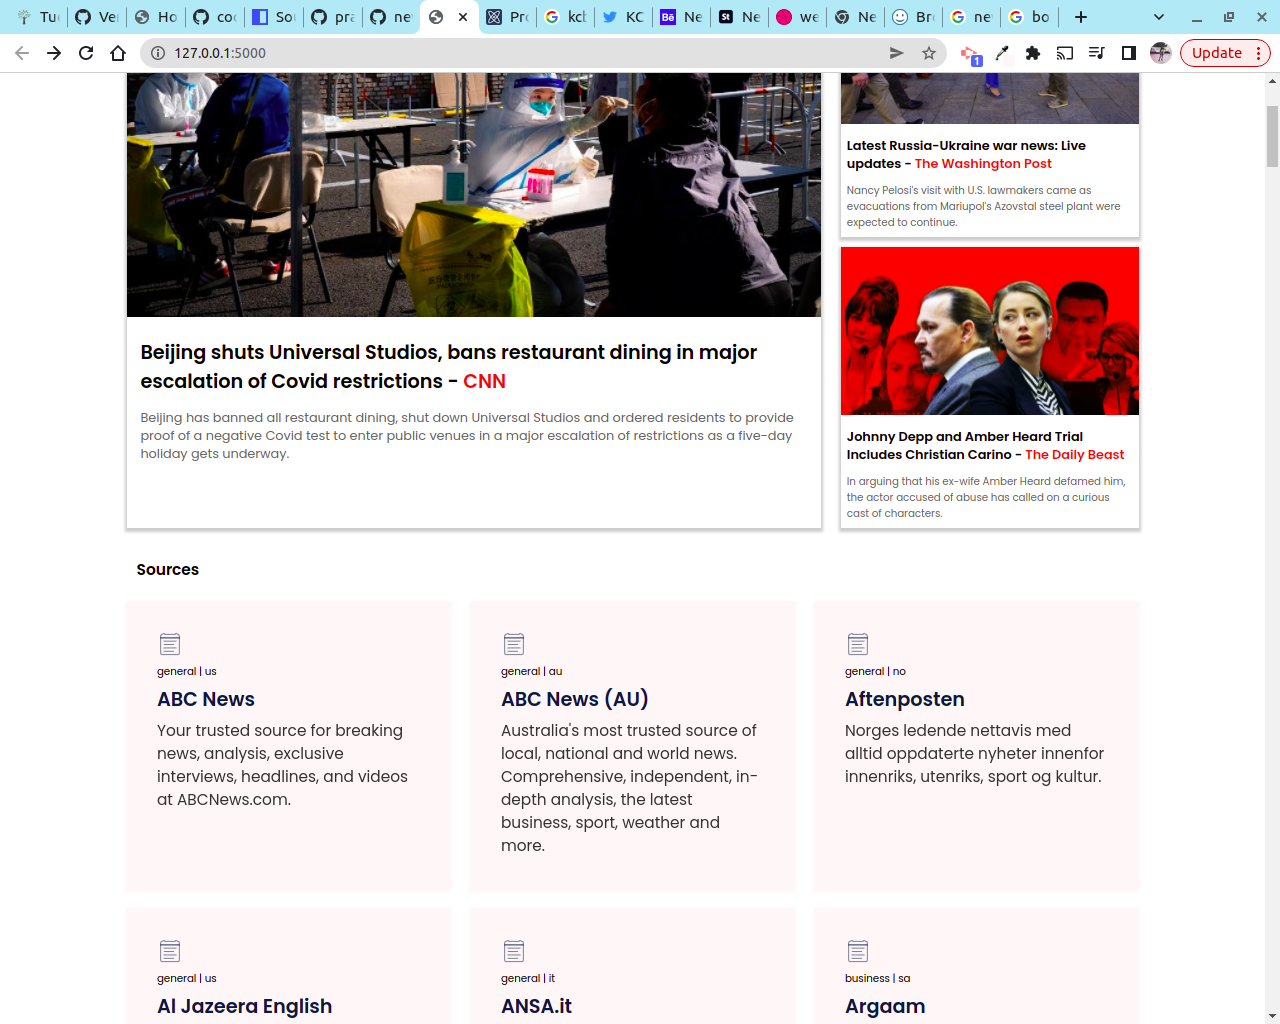 Tu
Ver
Ho
coc
So
pra
nev
Pro
kcb
KC
Ne
Ne
we
Ne
Bro
nev
bo
127.0.0.1:5000
1
Update
Latest Russia-Ukraine war news: Live
updates - The Washington Post
Nancy Pelosi's visit with U.S. lawmakers came as
evacuations from Mariupol's Azovstal steel plant were
expected to continue.
Beijing shuts Universal Studios, bans restaurant dining in major
escalation of Covid restrictions - CNN
Beijing has banned all restaurant dining, shut down Universal Studios and ordered residents to provide
proof of a negative Covid test to enter public venues in a major escalation of restrictions as a five-day
holiday gets underway.
Johnny Depp and Amber Heard Trial
Includes Christian Carino - The Daily Beast
In arguing that his ex-wife Amber Heard defamed him,
the actor accused of abuse has called on a curious
cast of characters.
Sources
general | us
ABC News
Your trusted source for breaking
news, analysis, exclusive
interviews, headlines, and videos
at ABCNews.com.
general | au
ABC News (AU)
Australia's most trusted source of
local, national and world news.
Comprehensive, independent, in-
depth analysis, the latest
business, sport, weather and
more.
general | no
Aftenposten
Norges ledende nettavis med
alltid oppdaterte nyheter innenfor
innenriks, utenriks, sport og kultur.
general | us
Al Jazeera English
general | it
ANSA.it
business | sa
Argaam